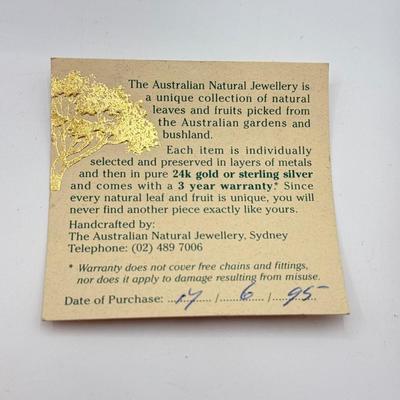 The Australian Natural Jewellery is
a unique collection of natural
leaves and fruits picked from
the Australian gardens and
bushland.
Each item is individually
selected and preserved in layers of metals
and then in pure 24k gold or sterling silver
and comes with a 3 year warranty.* Since
every natural leaf and fruit is unique, you will
never find another piece exactly like yours.
Handcrafted by:
The Australian Natural Jewellery, Sydney
Telephone: (02) 489 7006
* Warranty does not cover free chains and fittings,
nor does it apply to damage resulting from misuse.
Date of Purchase: 17 / 6 / 95